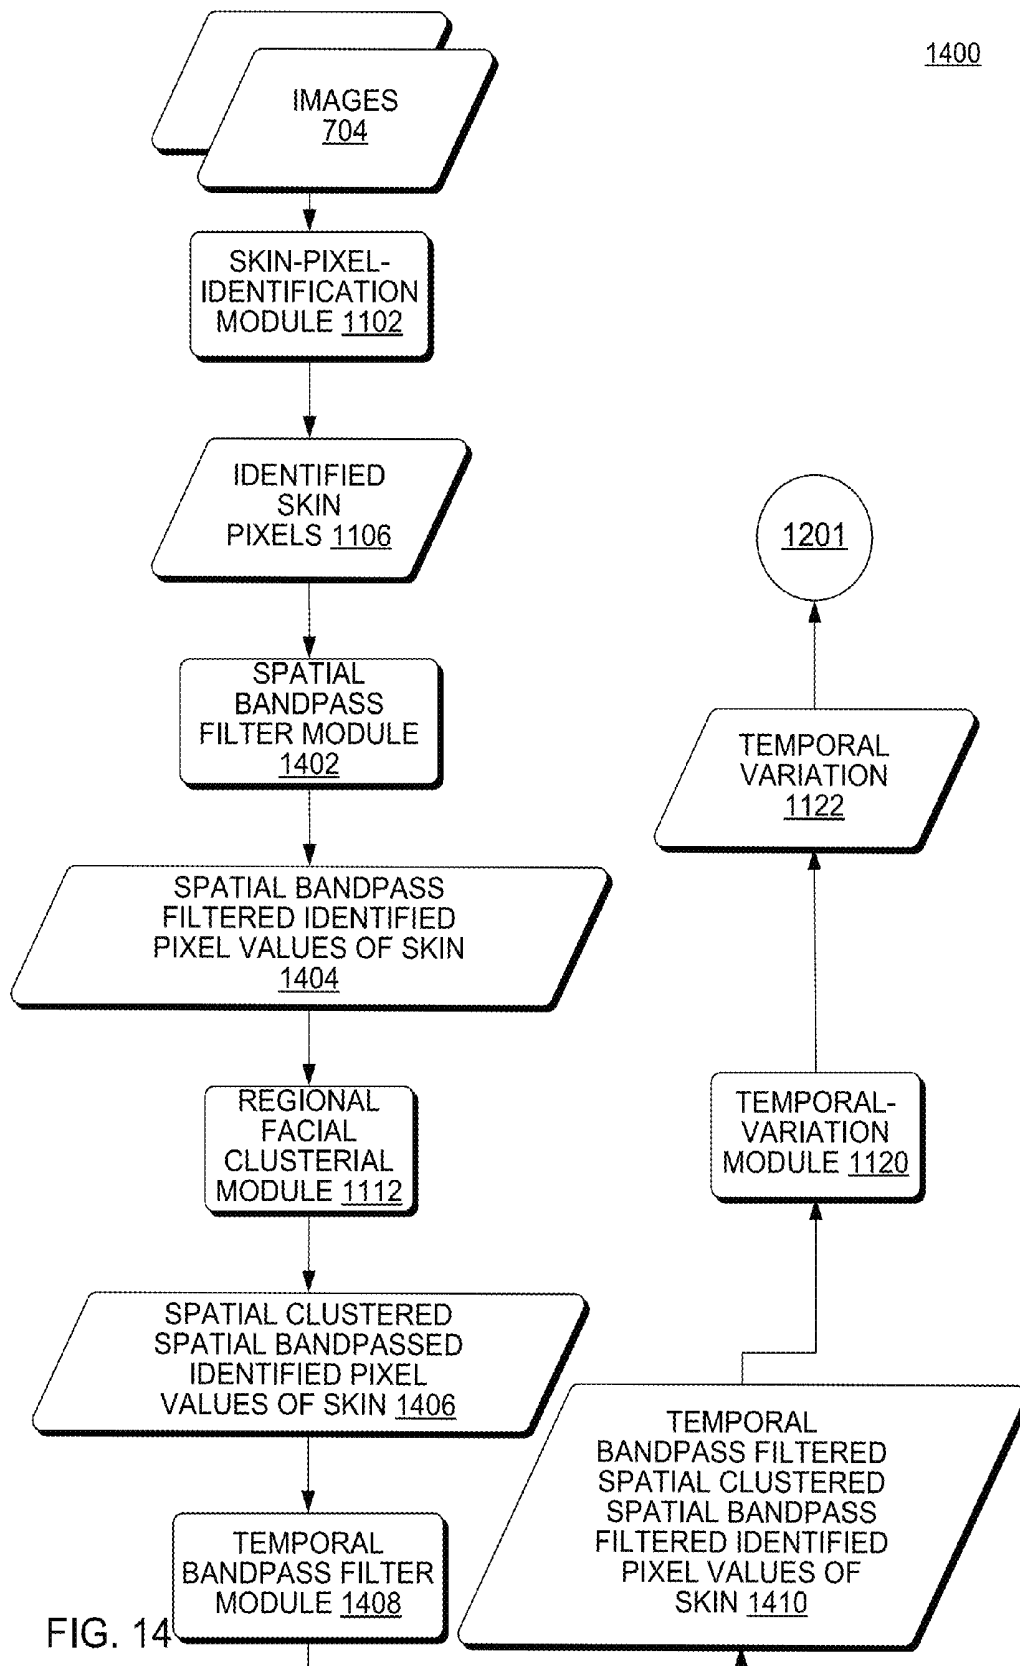 1400
IMAGES
704
SKIN-PIXEL-
IDENTIFICATION
MODULE 1102
IDENTIFIED
SKIN
PIXELS 1106
SPATIAL
BANDPASS
FILTER MODULE
1402
SPATIAL BANDPASS
FILTERED IDENTIFIED
PIXEL VALUES OF SKIN
1404
REGIONAL
FACIAL
CLUSTERIAL
MODULE 1112
SPATIAL CLUSTERED
SPATIAL BANDPASSED
IDENTIFIED PIXEL
VALUES OF SKIN 1406
TEMPORAL
BANDPASS FILTER
MODULE 1408
TEMPORAL
BANDPASS FILTERED
SPATIAL CLUSTERED
SPATIAL BANDPASS
FILTERED IDENTIFIED
PIXEL VALUES OF
SKIN 1410
TEMPORAL-
VARIATION
MODULE 1120
TEMPORAL
VARIATION
1122
1201
FIG. 14